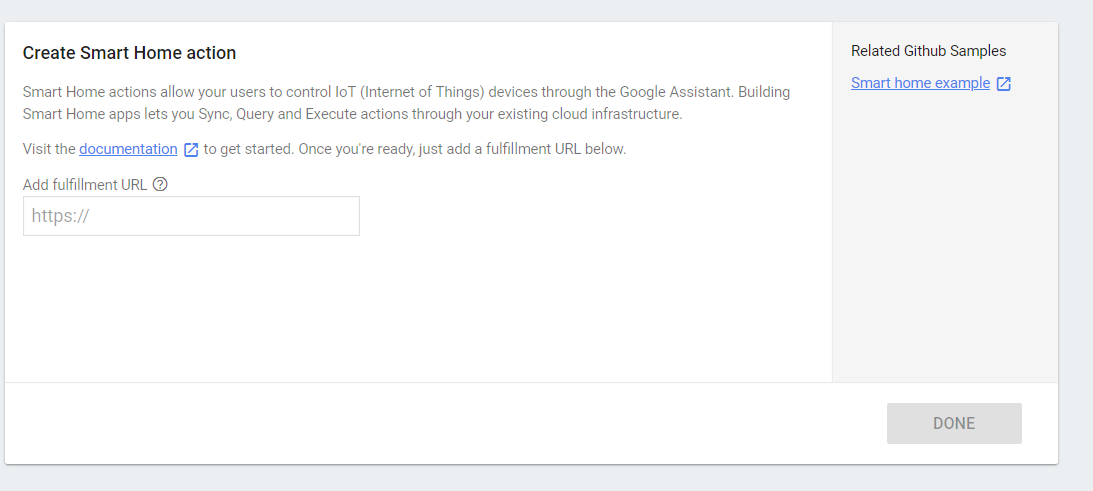 Create Smart Home action
Smart Home actions allow your users to control IoT (Internet of Things) devices through the Google Assistant. Building
Smart Home apps lets you Sync, Query and Execute actions through your existing cloud infrastructure.
Visit the documentation to get started. Once you're ready, just add a fulfillment URL below.
Add fulfillment URL
https://
Related Github Samples
Smart home example
DONE